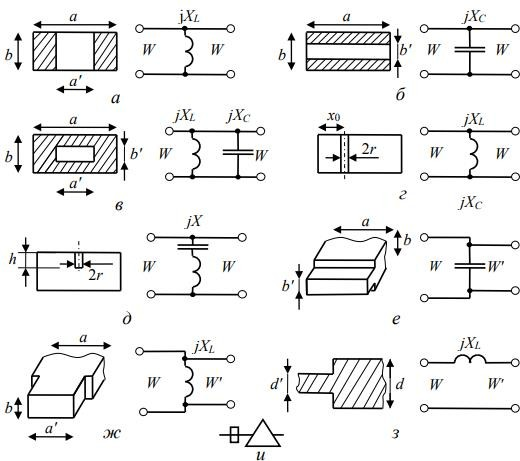 a jX_L a jX_C
b W W b b' W W
a' а б
a jX_L jX_C x_0 jX_L
b b' W 2r W W
a' в г
jX a b jX_C
h 2r W W b' W W'
д е
a jX_L
b W W' d' d jX_L W W'
a' ж з
и